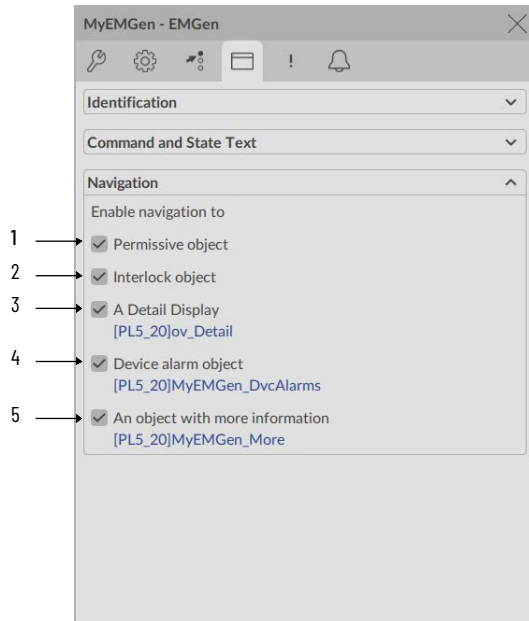 MyEMGen - EMGen
!
Identification
Command and State Text
Navigation
Enable navigation to
1
Permissive object
2
Interlock object
3
A Detail Display
[PL5_20]ov_Detail
4
Device alarm object
[PL5_20]MyEMGen_DvcAlarms
5
An object with more information
[PL5_20]MyEMGen_More